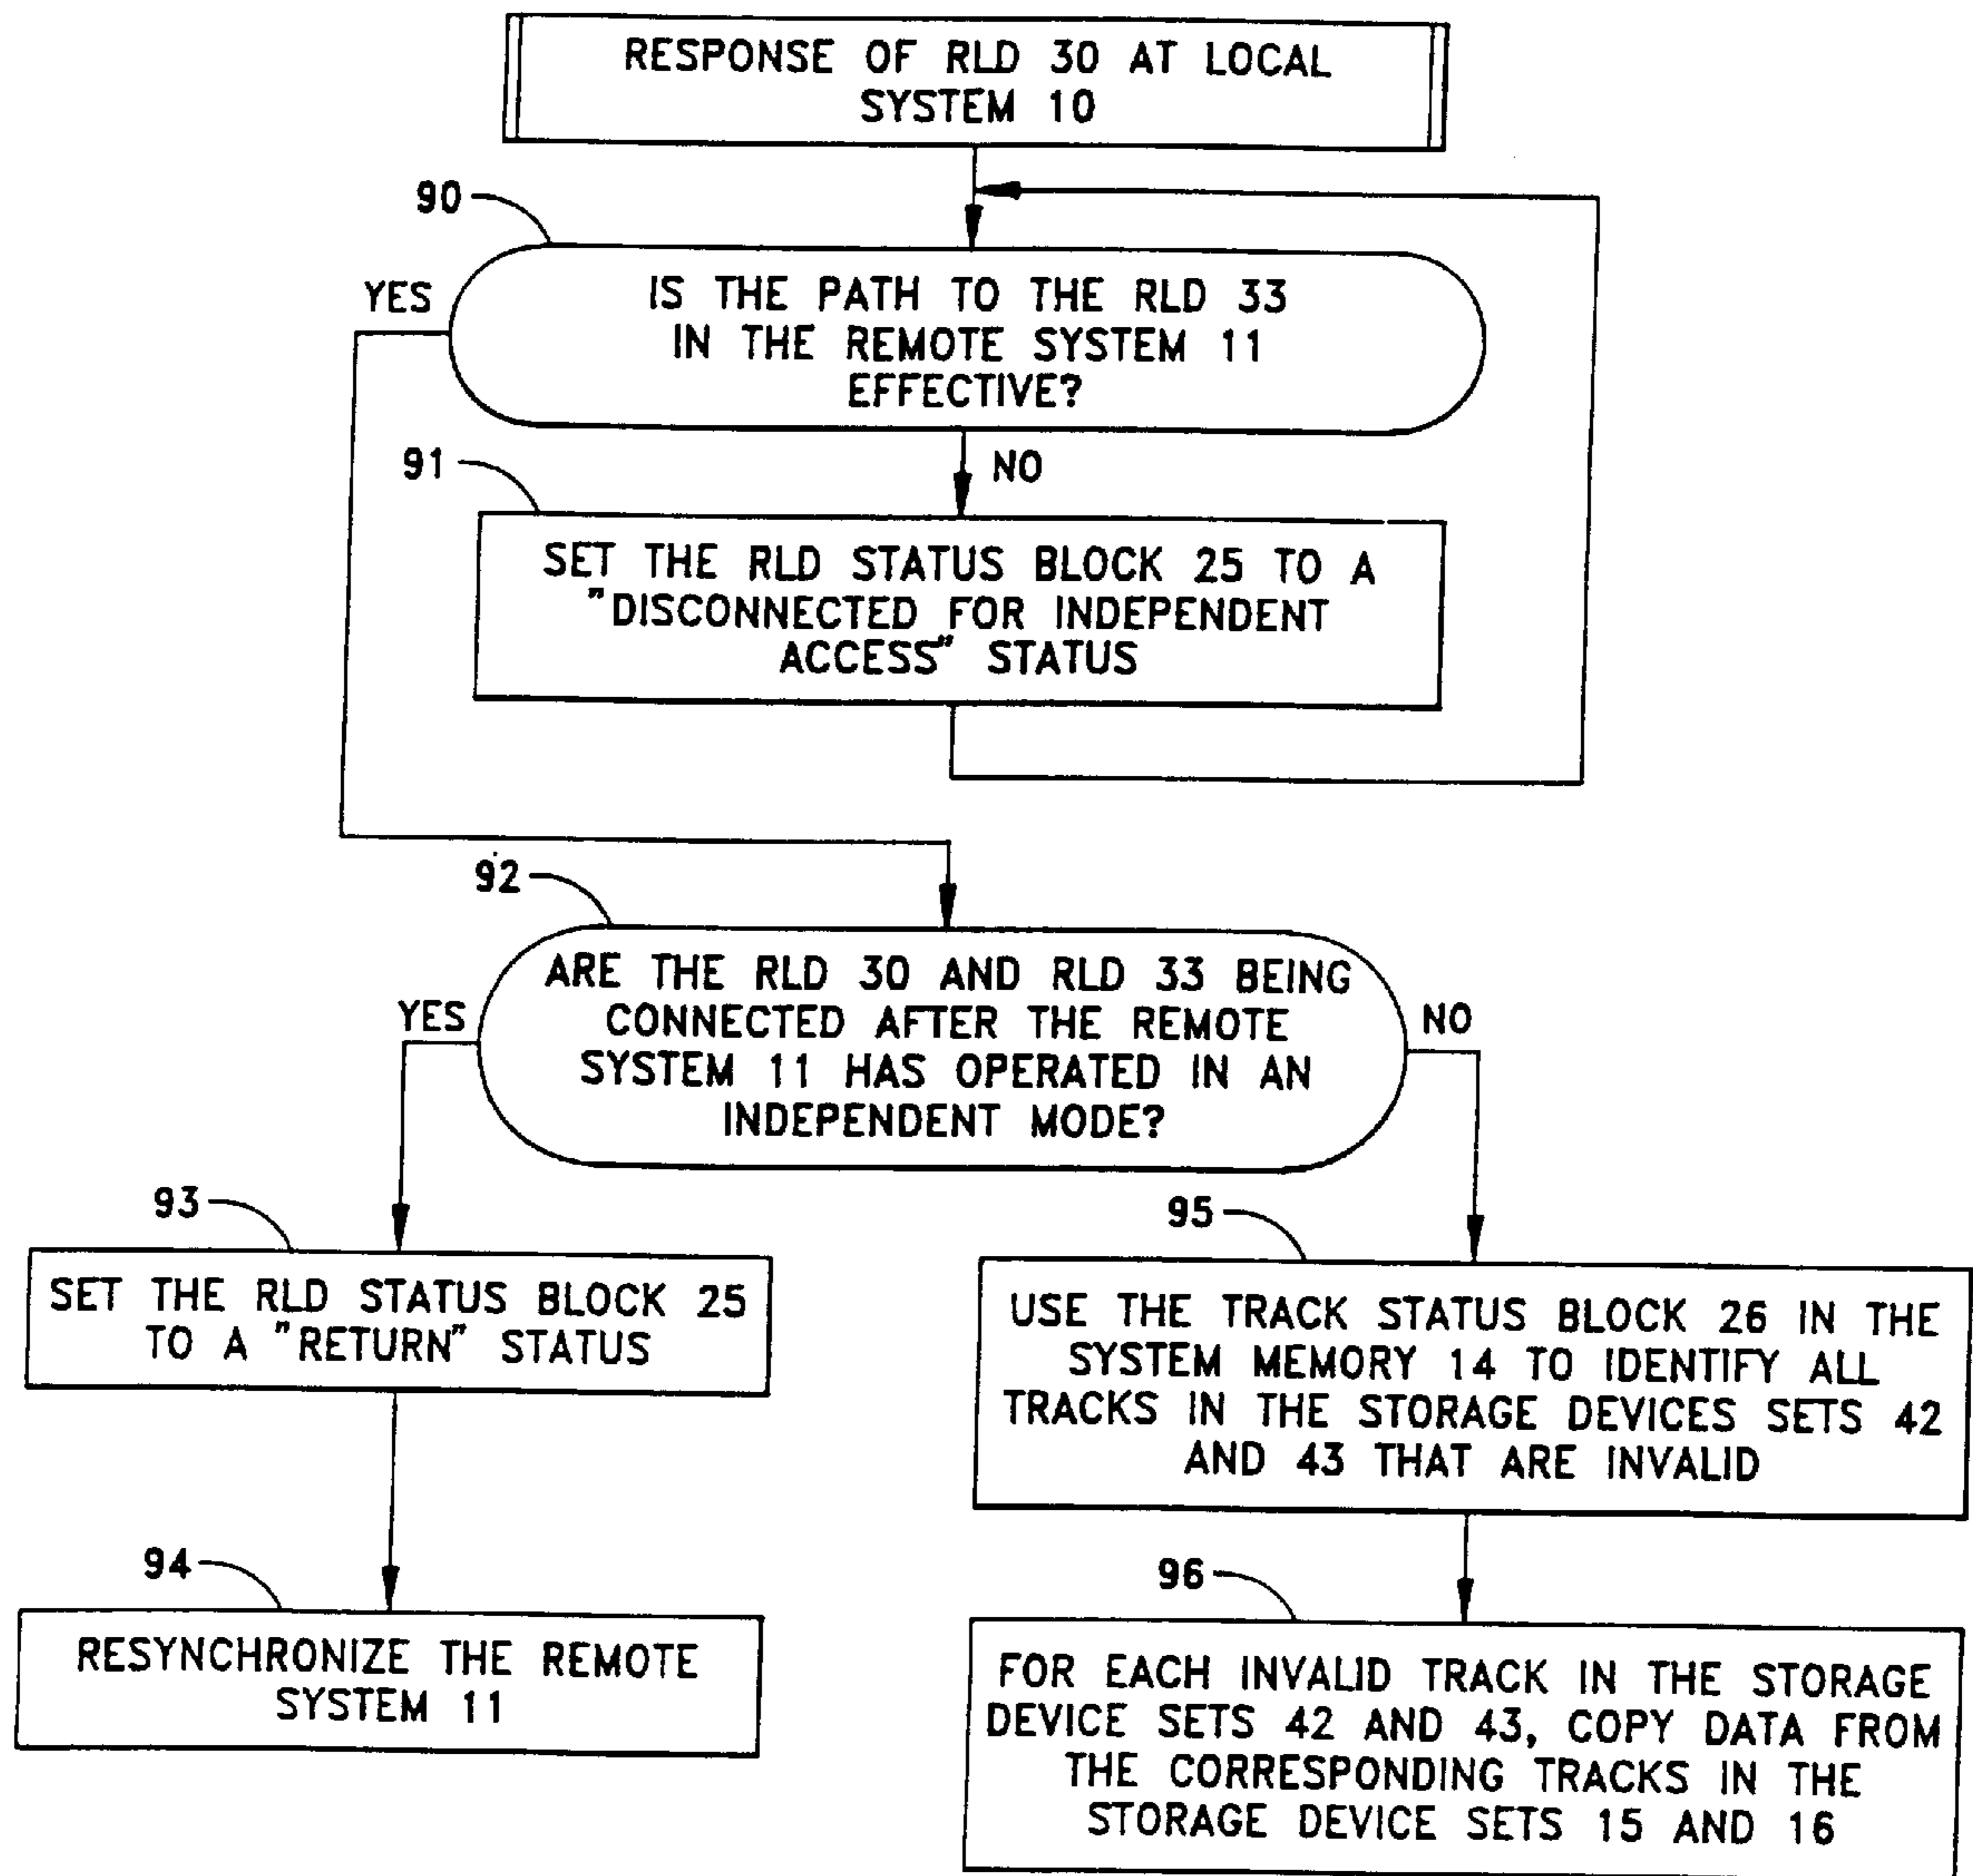 RESPONSE OF RLD 30 AT LOCAL
SYSTEM 10
90
YES
IS THE PATH TO THE RLD 33
IN THE REMOTE SYSTEM 11
EFFECTIVE?
91
NO
SET THE RLD STATUS BLOCK 25 TO A
"DISCONNECTED FOR INDEPENDENT
ACCESS" STATUS
92
YES
ARE THE RLD 30 AND RLD 33 BEING
CONNECTED AFTER THE REMOTE
SYSTEM 11 HAS OPERATED IN AN
INDEPENDENT MODE?
NO
93
SET THE RLD STATUS BLOCK 25
TO A "RETURN" STATUS
94
RESYNCHRONIZE THE REMOTE
SYSTEM 11
95
USE THE TRACK STATUS BLOCK 26 IN THE
SYSTEM MEMORY 14 TO IDENTIFY ALL
TRACKS IN THE STORAGE DEVICES SETS 42
AND 43 THAT ARE INVALID
96
FOR EACH INVALID TRACK IN THE STORAGE
DEVICE SETS 42 AND 43, COPY DATA FROM
THE CORRESPONDING TRACKS IN THE
STORAGE DEVICE SETS 15 AND 16